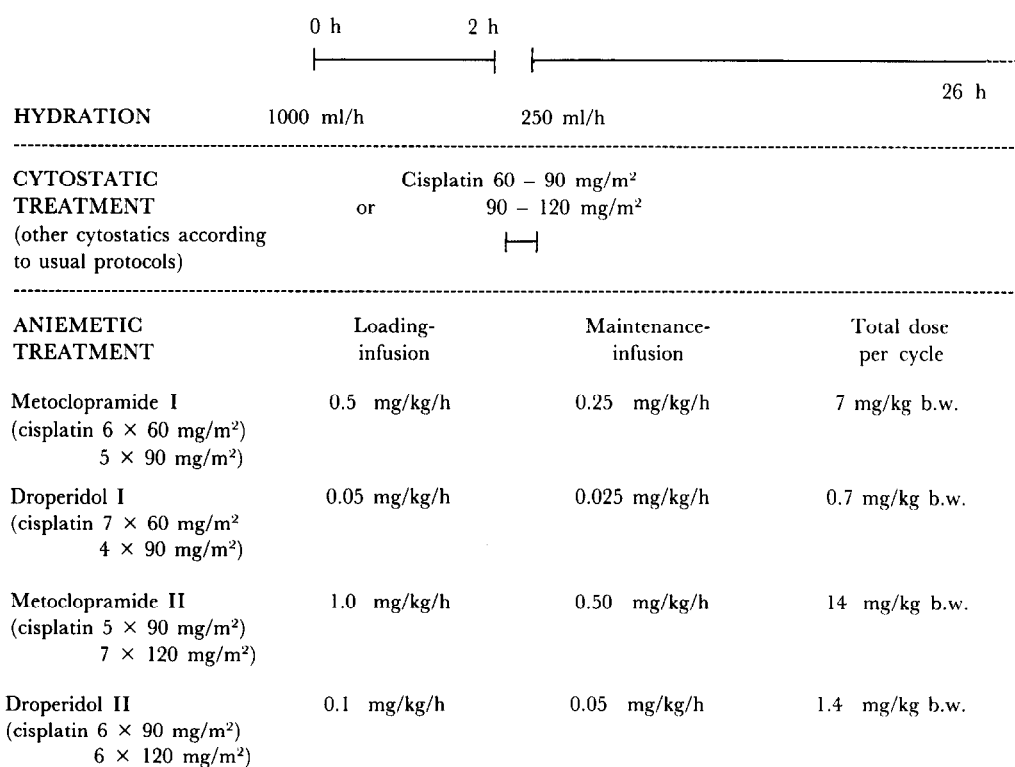 0 h 2 h
26 h
HYDRATION 1000 ml/h 250 ml/h
CYTOSTATIC Cisplatin 60 – 90 mg/m²
TREATMENT or 90 – 120 mg/m²
(other cytostatics according
to usual protocols)
ANIEMETIC Loading- Maintenance- Total dose
TREATMENT infusion infusion per cycle
Metoclopramide I 0.5 mg/kg/h 0.25 mg/kg/h 7 mg/kg b.w.
(cisplatin 6 × 60 mg/m²)
5 × 90 mg/m²)
Droperidol I 0.05 mg/kg/h 0.025 mg/kg/h 0.7 mg/kg b.w.
(cisplatin 7 × 60 mg/m²
4 × 90 mg/m²)
Metoclopramide II 1.0 mg/kg/h 0.50 mg/kg/h 14 mg/kg b.w.
(cisplatin 5 × 90 mg/m²)
7 × 120 mg/m²)
Droperidol II 0.1 mg/kg/h 0.05 mg/kg/h 1.4 mg/kg b.w.
(cisplatin 6 × 90 mg/m²)
6 × 120 mg/m²)